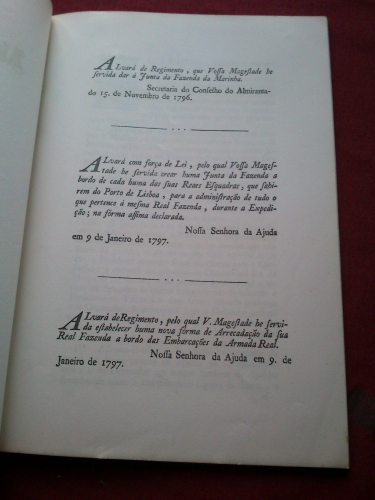 ALvará de Regimento, que Vossa Magestade he
servida dar á Junta da Fazenda da Marinha.
Secretaria do Conselho do Almiranta-
do 15. de Novembro de 1796.
ALvará com força de Lei, pelo qual Vossa Mages-
tade he servida crear huma Junta da Fazenda a
bordo de cada huma das suas Reaes Esquadras, que sahi-
rem do Porto de Lisboa, para a administração de tudo o
que pertence á mesma Real Fazenda, durante a Expedi-
ção; na fórma assima declarada.
Nossa Senhora da Ajuda
em 9 de Janeiro de 1797.
ALvará de Regimento, pelo qual V. Magestade he servi-
da estabelecer huma nova fórma de Arrecadação da sua
Real Fazenda a bordo das Embarcações da Armada Real.
Nossa Senhora da Ajuda em 9. de
Janeiro de 1797.